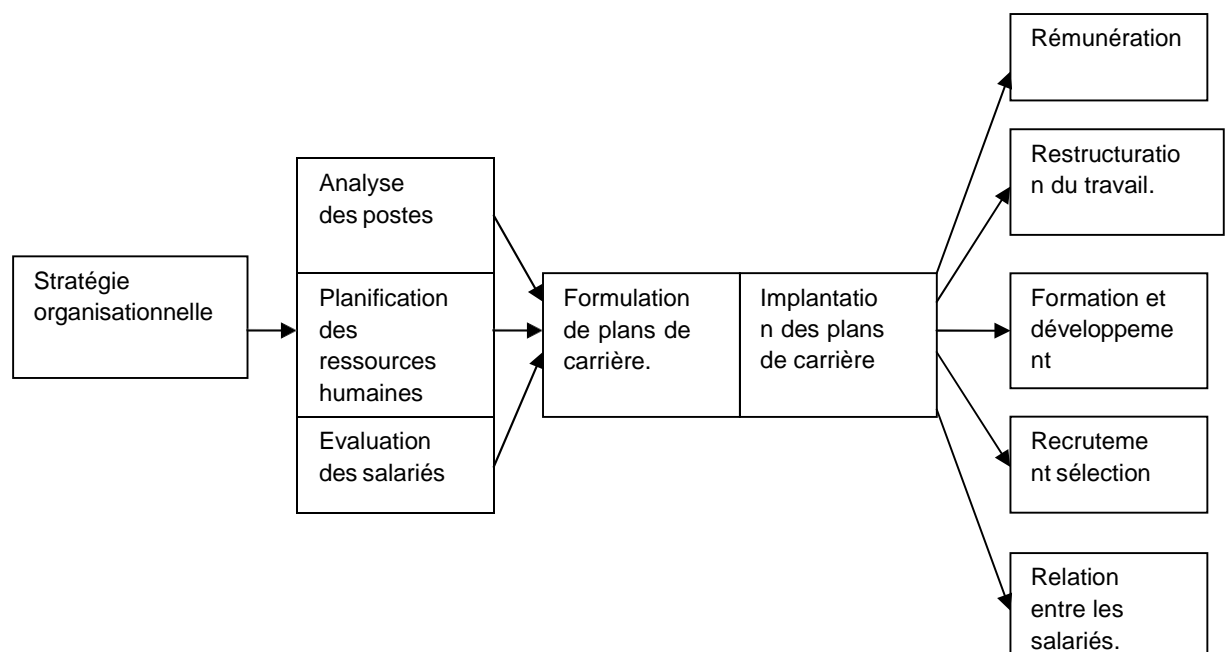 Stratégie
organisationnelle
Analyse
des postes
Planification
des
ressources
humaines
Evaluation
des salariés
Formulation
de plans de
carrière.
Implantatio
n des plans
de carrière
Rémunération
Restructuratio
n du travail.
Formation et
développeme
nt
Recruteme
nt sélection
Relation
entre les
salariés.